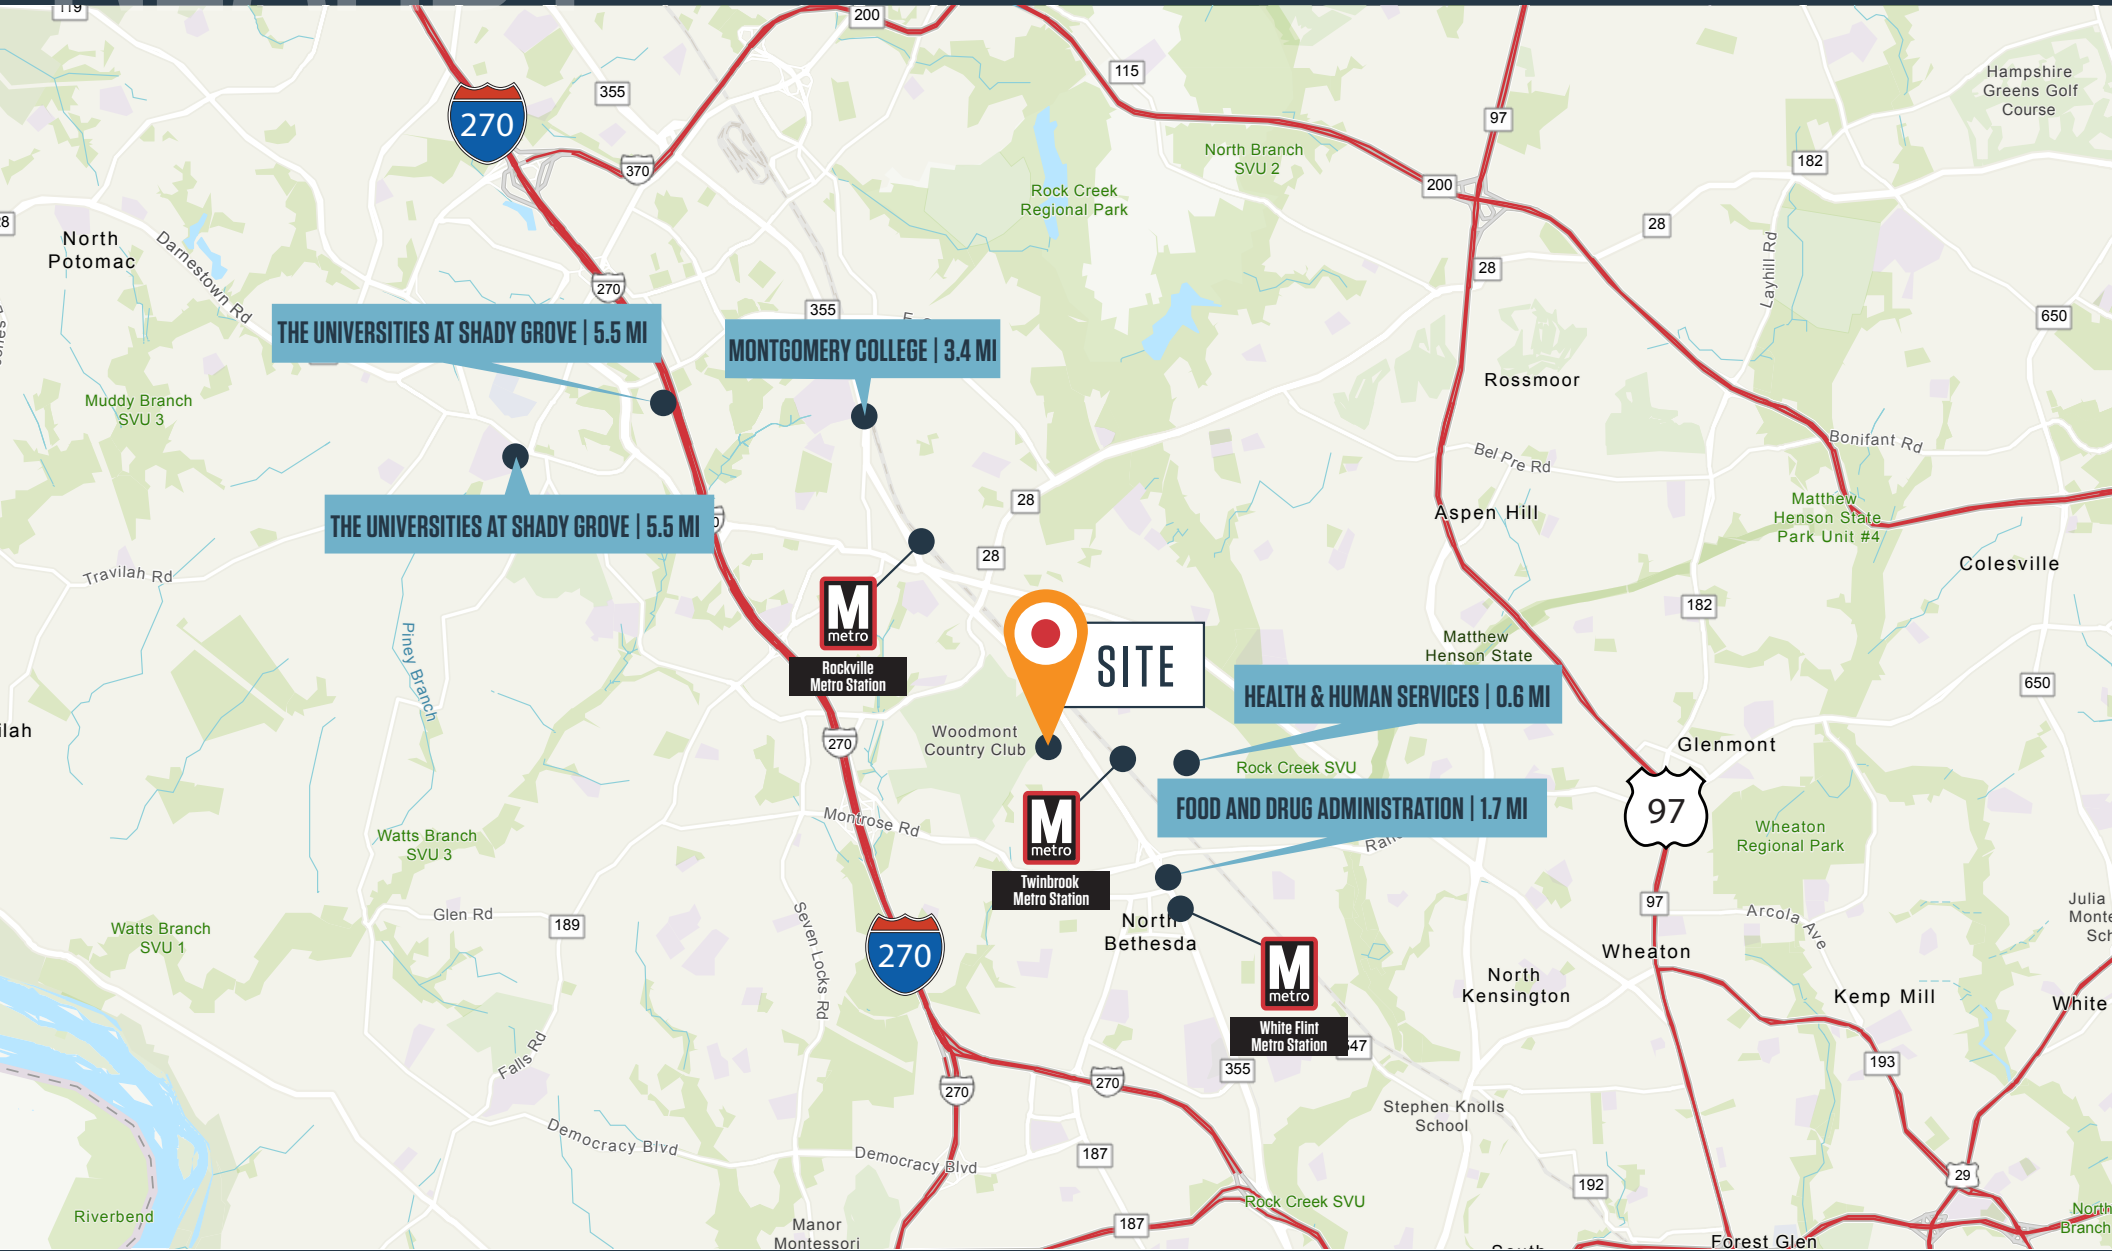 119
200
115
355
270
97
Hampshire
Greens Golf
Course
370
North Branch
SVU 2
182
Rock Creek
Regional Park
200
28
North
Potomac
Darnestown Rd
28
Layhill Rd
270
355
650
THE UNIVERSITIES AT SHADY GROVE | 5.5 MI
MONTGOMERY COLLEGE | 3.4 MI
Rossmoor
Muddy Branch
SVU 3
Bonifant Rd
Bel Pre Rd
THE UNIVERSITIES AT SHADY GROVE | 5.5 MI
28
Aspen Hill
Matthew
Henson State
Park Unit #4
28
Colesville
Travilah Rd
M
metro
Rockville
Metro Station
182
Piney Branch
SITE
Matthew
Henson State
HEALTH & HUMAN SERVICES | 0.6 MI
650
ilah
270
Woodmont
Country Club
Glenmont
Rock Creek SVU
FOOD AND DRUG ADMINISTRATION | 1.7 MI
97
Montrose Rd
M
metro
Twinbrook
Metro Station
Watts Branch
SVU 3
Wheaton
Regional Park
Glen Rd
189
Seven Locks Rd
North
Bethesda
97
Arcola Ave
Watts Branch
SVU 1
270
M
metro
White Flint
Metro Station
Wheaton
North
Kensington
Kemp Mill
White
Falls Rd
355
193
270
270
Stephen Knolls
School
Democracy Blvd
Democracy Blvd
187
29
192
Rock Creek SVU
Riverbend
187
Manor
Montessori
Forest Glen
North
Branch